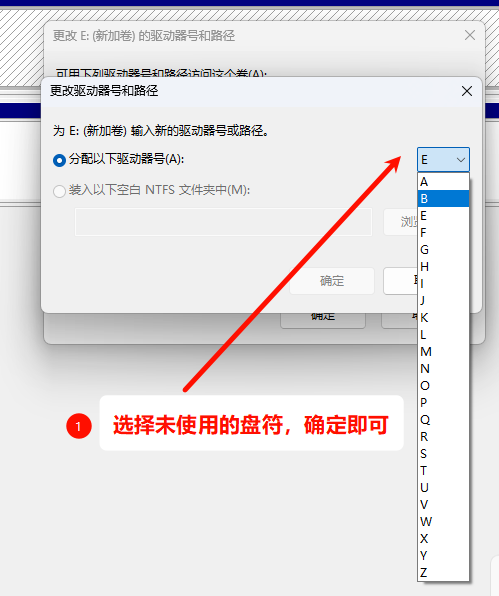 更改 E: (新加卷) 的驱动器号和路径
可用下列驱动器号和路径访问这个卷(A):
更改驱动器号和路径
为 E: (新加卷) 输入新的驱动器号或路径。
分配以下驱动器号(A):
E
装入以下空白 NTFS 文件夹中(M):
确定
确定
A
B
E
F
G
H
I
J
K
L
M
N
O
P
Q
R
S
T
U
V
W
X
Y
Z
1
选择未使用的盘符，确定即可